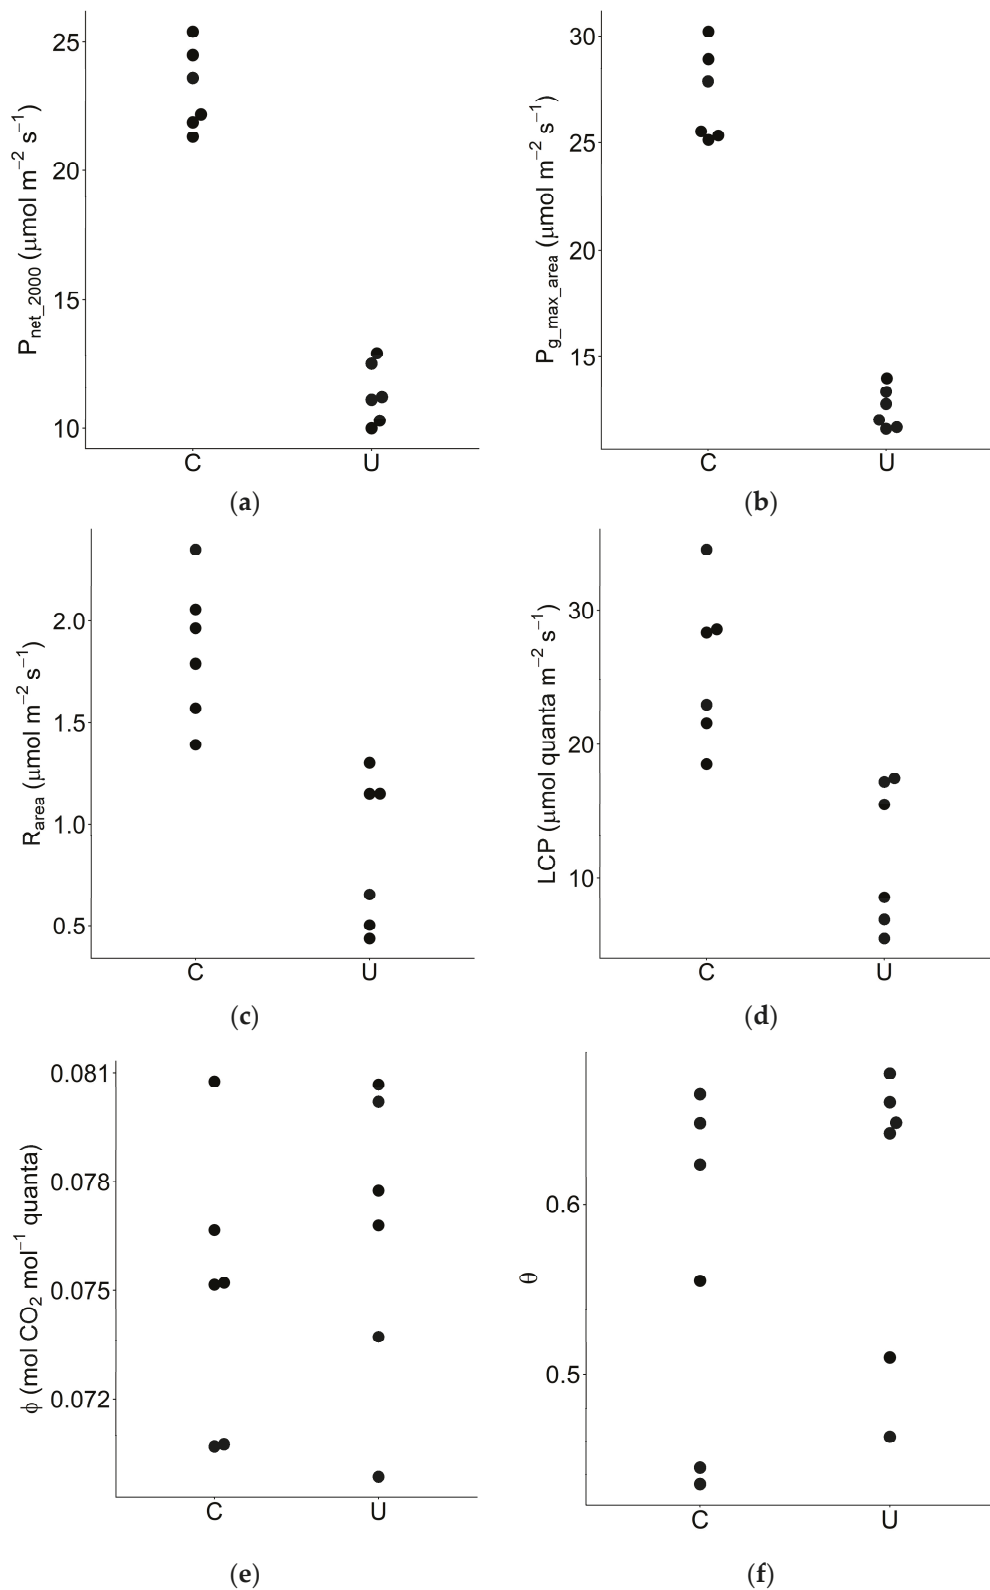 P_net_2000 (μmol m⁻² s⁻¹)
25
20
15
10
C U
(a)
P_g_max_area (μmol m⁻² s⁻¹)
30
25
20
15
C U
(b)
R_area (μmol m⁻² s⁻¹)
2.0
1.5
1.0
0.5
C U
(c)
LCP (μmol quanta m⁻² s⁻¹)
30
20
10
C U
(d)
ϕ (mol CO₂ mol⁻¹ quanta)
0.081
0.078
0.075
0.072
C U
(e)
θ
0.6
0.5
C U
(f)